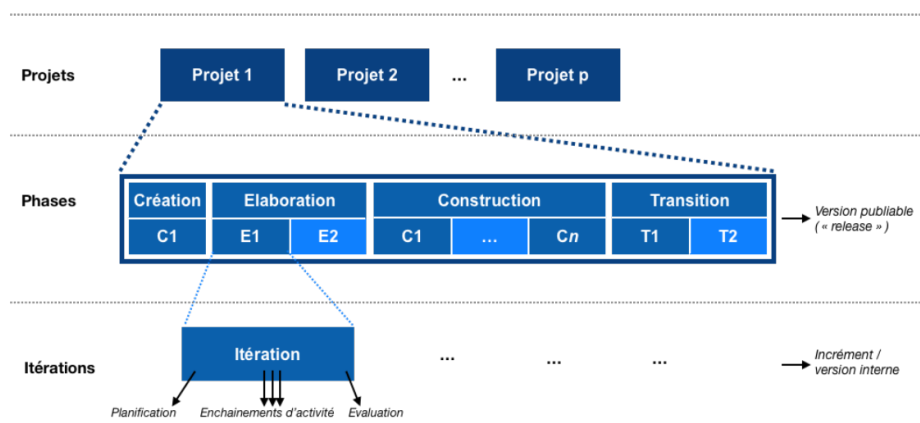 Projets
Projet 1
Projet 2
...
Projet p
Phases
Création
Elaboration
Construction
Transition
C1
E1
E2
C1
...
Cn
T1
T2
Version publiable
( « release » )
Itérations
Itération
...
...
...
Incrément /
version interne
Planification
Enchainements d'activité
Evaluation